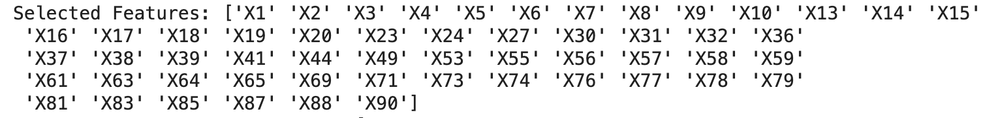 Selected Features: ['X1' 'X2' 'X3' 'X4' 'X5' 'X6' 'X7' 'X8' 'X9' 'X10' 'X13' 'X14' 'X15'
'X16' 'X17' 'X18' 'X19' 'X20' 'X23' 'X24' 'X27' 'X30' 'X31' 'X32' 'X36'
'X37' 'X38' 'X39' 'X41' 'X44' 'X49' 'X53' 'X55' 'X56' 'X57' 'X58' 'X59'
'X61' 'X63' 'X64' 'X65' 'X69' 'X71' 'X73' 'X74' 'X76' 'X77' 'X78' 'X79'
'X81' 'X83' 'X85' 'X87' 'X88' 'X90']